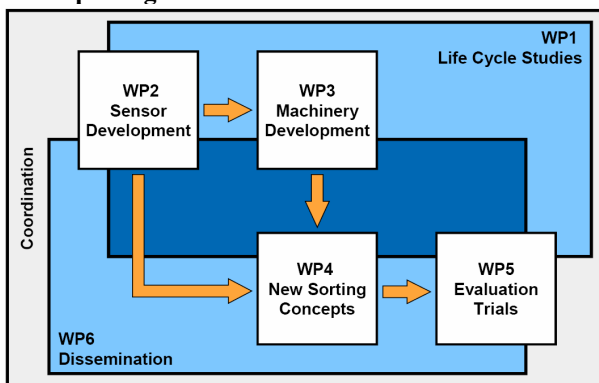 WP1
Life Cycle Studies
WP2
Sensor
Development
WP3
Machinery
Development
Coordination
WP4
New Sorting
Concepts
WP5
Evaluation
Trials
WP6
Dissemination